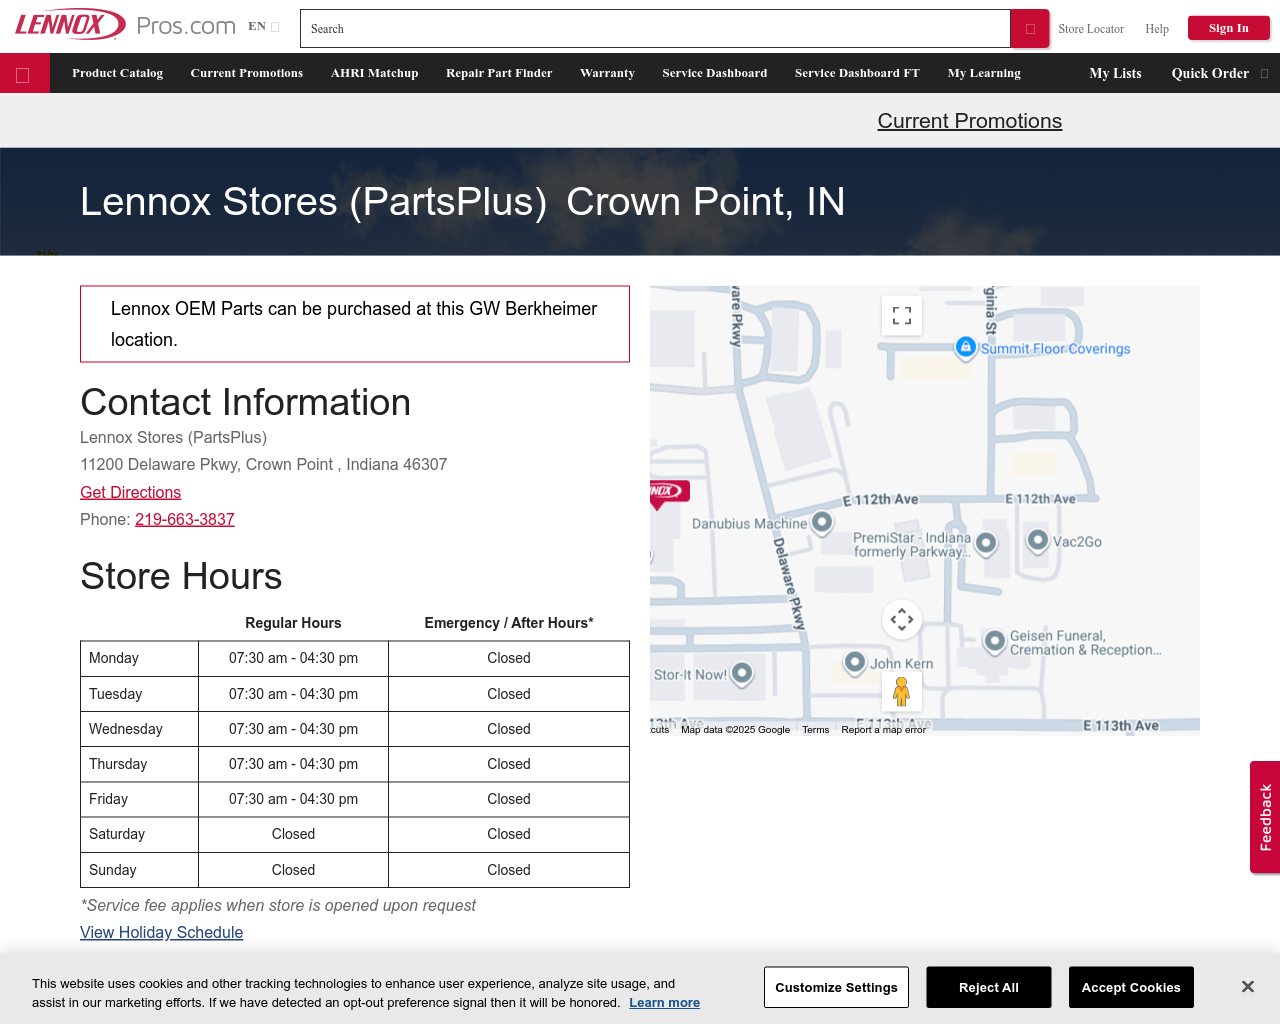 LENNOX Pros.com EN Search Store Locator Help Sign In
Product Catalog Current Promotions AHRI Matchup Repair Part Finder Warranty Service Dashboard Service Dashboard FT My Learning My Lists Quick Order
Current Promotions
Lennox Stores (PartsPlus) Crown Point, IN
Lennox OEM Parts can be purchased at this GW Berkheimer
location.
Contact Information
Lennox Stores (PartsPlus)
11200 Delaware Pkwy, Crown Point , Indiana 46307
Get Directions
Phone: 219-663-3837
Store Hours
Regular Hours Emergency / After Hours*
Monday 07:30 am - 04:30 pm Closed
Tuesday 07:30 am - 04:30 pm Closed
Wednesday 07:30 am - 04:30 pm Closed
Thursday 07:30 am - 04:30 pm Closed
Friday 07:30 am - 04:30 pm Closed
Saturday Closed Closed
Sunday Closed Closed
*Service fee applies when store is opened upon request
View Holiday Schedule
ware Pkwy
ginia St
Summit Floor Coverings
NOX
E 112th Ave
E 112th Ave
Danubius Machine
PremiStar - Indiana
formerly Parkway...
Vac2Go
Delaware Pkwy
Geisen Funeral,
Cremation & Reception...
John Kern
Stor-It Now!
13th Ave
E 113th Ave
E 113th Ave
cuts Map data ©2025 Google Terms Report a map error
Feedback
This website uses cookies and other tracking technologies to enhance user experience, analyze site usage, and
assist in our marketing efforts. If we have detected an opt-out preference signal then it will be honored. Learn more
Customize Settings Reject All Accept Cookies